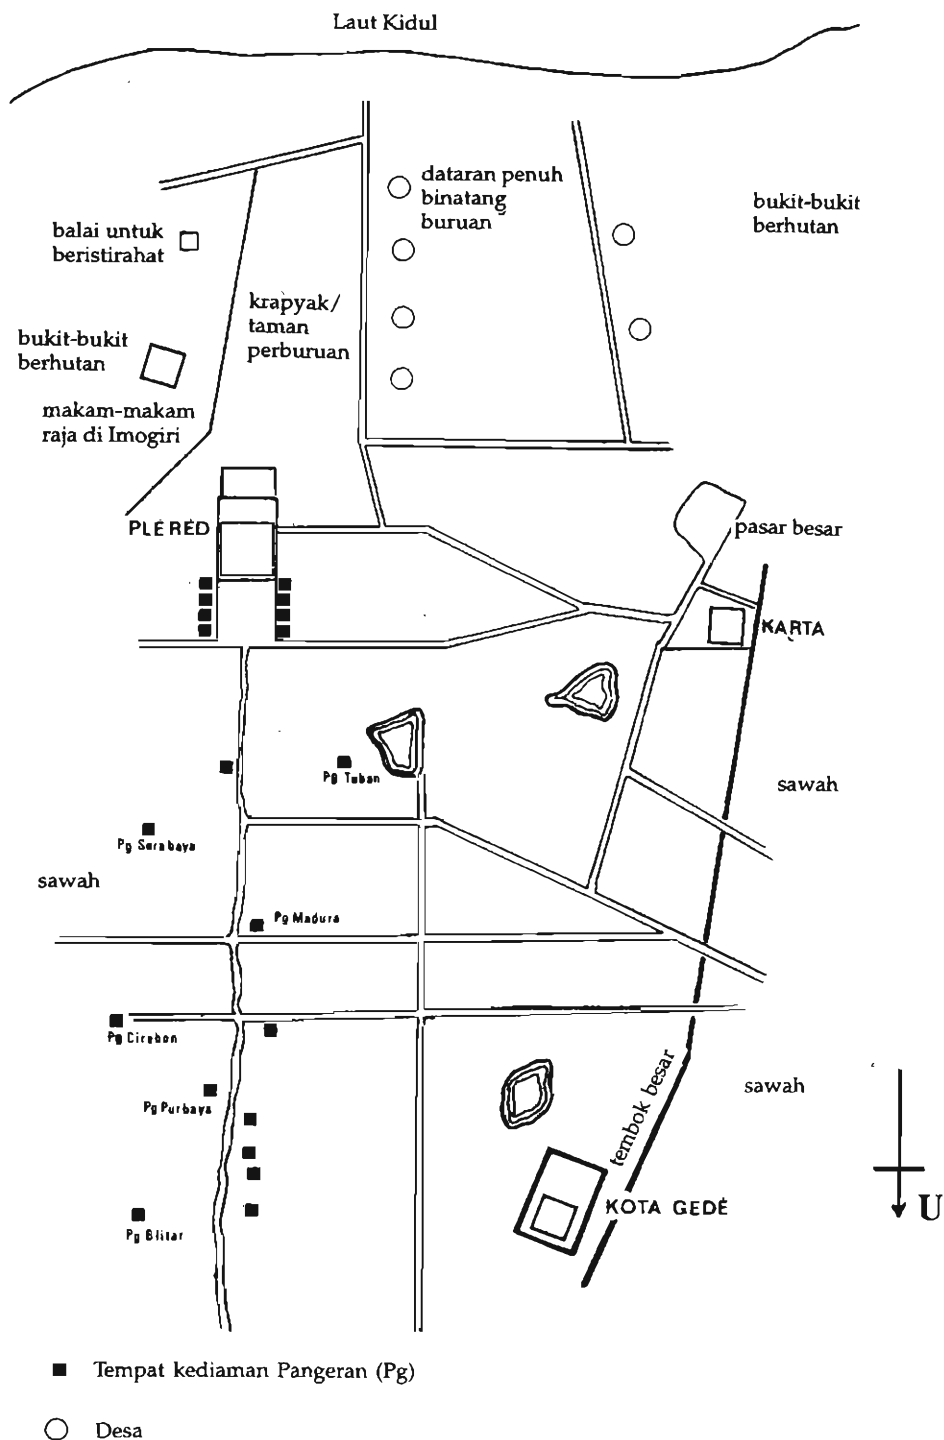 Laut Kidul
dataran penuh
binatang
buruan
bukit-bukit
berhutan
balai untuk
beristirahat
krapyak/
taman
perburuan
bukit-bukit
berhutan
makam-makam
raja di Imogiri
PLÉRÉD
pasar besar
KARTA
Pg Tuban
sawah
Pg Surabaya
sawah
Pg Madura
Pg Cirebon
tembok besar
sawah
Pg Purbaya
KOTA GEDÉ
U
Pg Blitar
Tempat kediaman Pangeran (Pg)
Desa